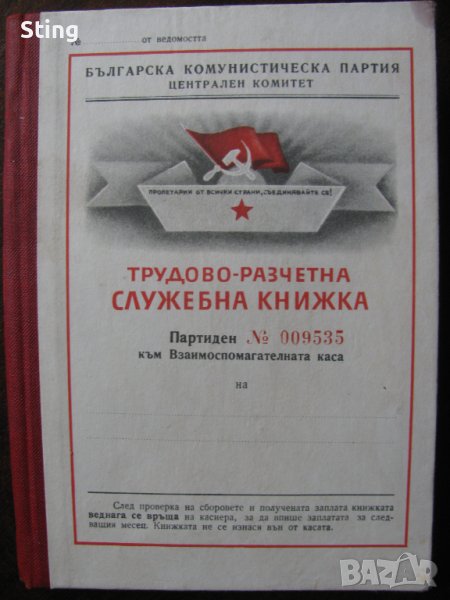 Sting
№ от ведомостта
БЪЛГАРСКА КОМУНИСТИЧЕСКА ПАРТИЯ
ЦЕНТРАЛЕН КОМИТЕТ
ПРОЛЕТАРИИ ОТ ВСИЧКИ СТРАНИ, СЪЕДИНЯВАЙТЕ СЕ!
ТРУДОВО-РАЗЧЕТНА
СЛУЖЕБНА КНИЖКА
Партиден № 009535
към Взаимоспомагателната каса
на
След проверка на сборовете и получената заплата книжката
веднага се връща на касиера, за да впише заплатата за след-
ващия месец. Книжката не се изнася вън от касата.
BAZAR
bg